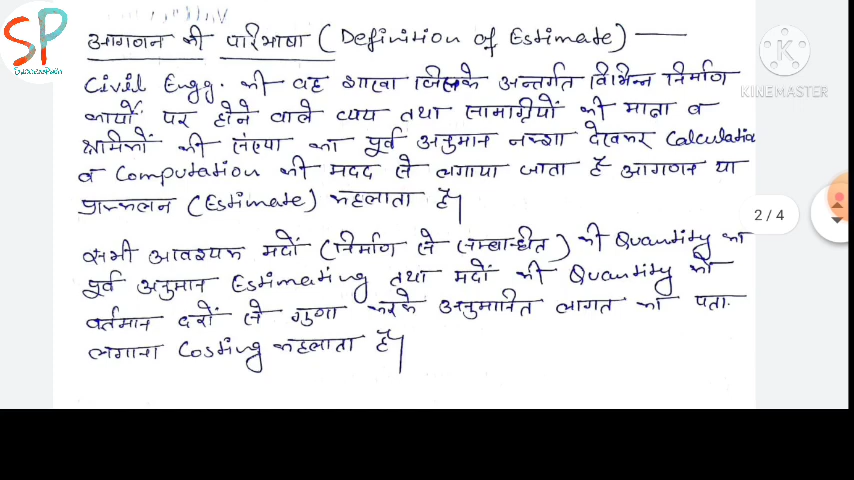 SP
SuccessPath
आगणन की परिभाषा (Definition of Estimate) —
KINEMASTER
Civil Engg. की वह शाखा जिसके अन्तर्गत विभिन्न निर्माण
कार्यों पर होने वाले व्यय तथा सामाग्रीयों की मात्रा व
श्रमिकों की संख्या का पूर्व अनुमान नक्शा देखकर Calculation
व Computation की मदद से लगाया जाता है आगणन या
प्राक्कलन (Estimate) कहलाता है।
2 / 4
सभी आवश्यक मदों (निर्माण से सम्बन्धीत) की Quantity का
पूर्व अनुमान Estimating तथा मदों की Quantity को
वर्तमान दरों से गुणा करके अनुमानित लागत का पता
लगाना Costing कहलाता है।